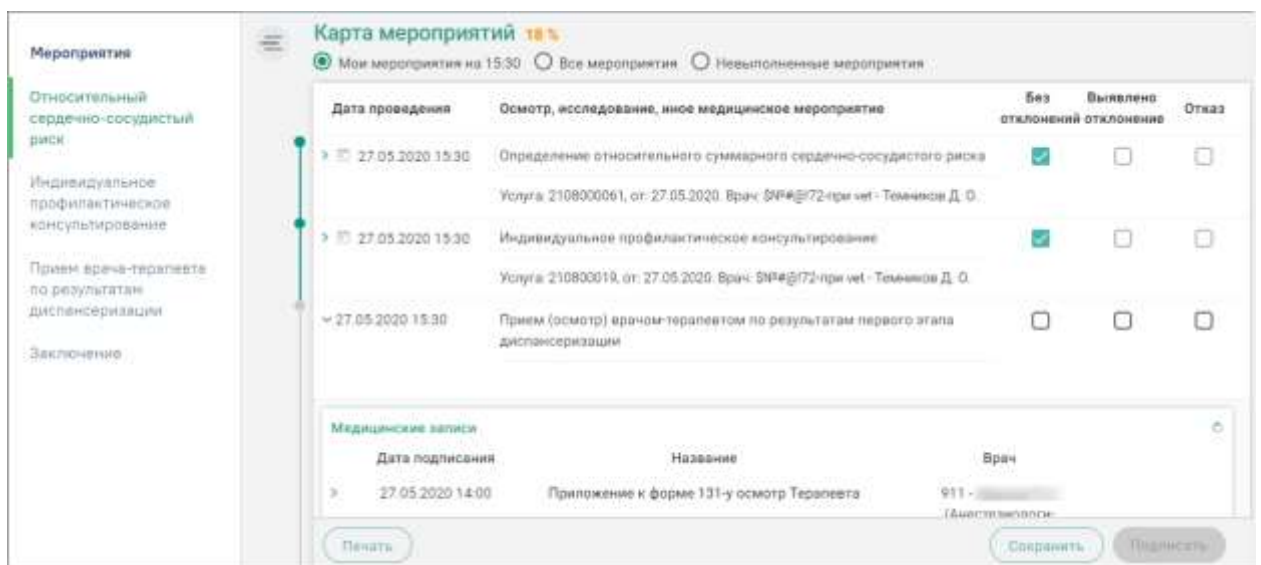 Мероприятия
Относительный
сердечно-сосудистый
риск
Индивидуальное
профилактическое
консультирование
Прием врача-терапевта
по результатам
диспансеризации
Заключение
Карта мероприятий 18 %
Мои мероприятия на 15:30 Все мероприятия Невыполненные мероприятия
Дата проведения Осмотр, исследование, иное медицинское мероприятие Без отклонений Выявлено отклонение Отказ
27.05.2020 15:30 Определение относительного суммарного сердечно-сосудистого риска
Услуга: 2108000061, от: 27.05.2020. Врач: Темников Д. О.
27.05.2020 15:30 Индивидуальное профилактическое консультирование
Услуга: 210800019, от: 27.05.2020. Врач: Темников Д. О.
27.05.2020 15:30 Прием (осмотр) врачом-терапевтом по результатам первого этапа
диспансеризации
Медицинские записи
Дата подписания Название Врач
27.05.2020 14:00 Приложение к форме 131-у осмотр Терапевта 911 -
Печать Сохранить Подписать